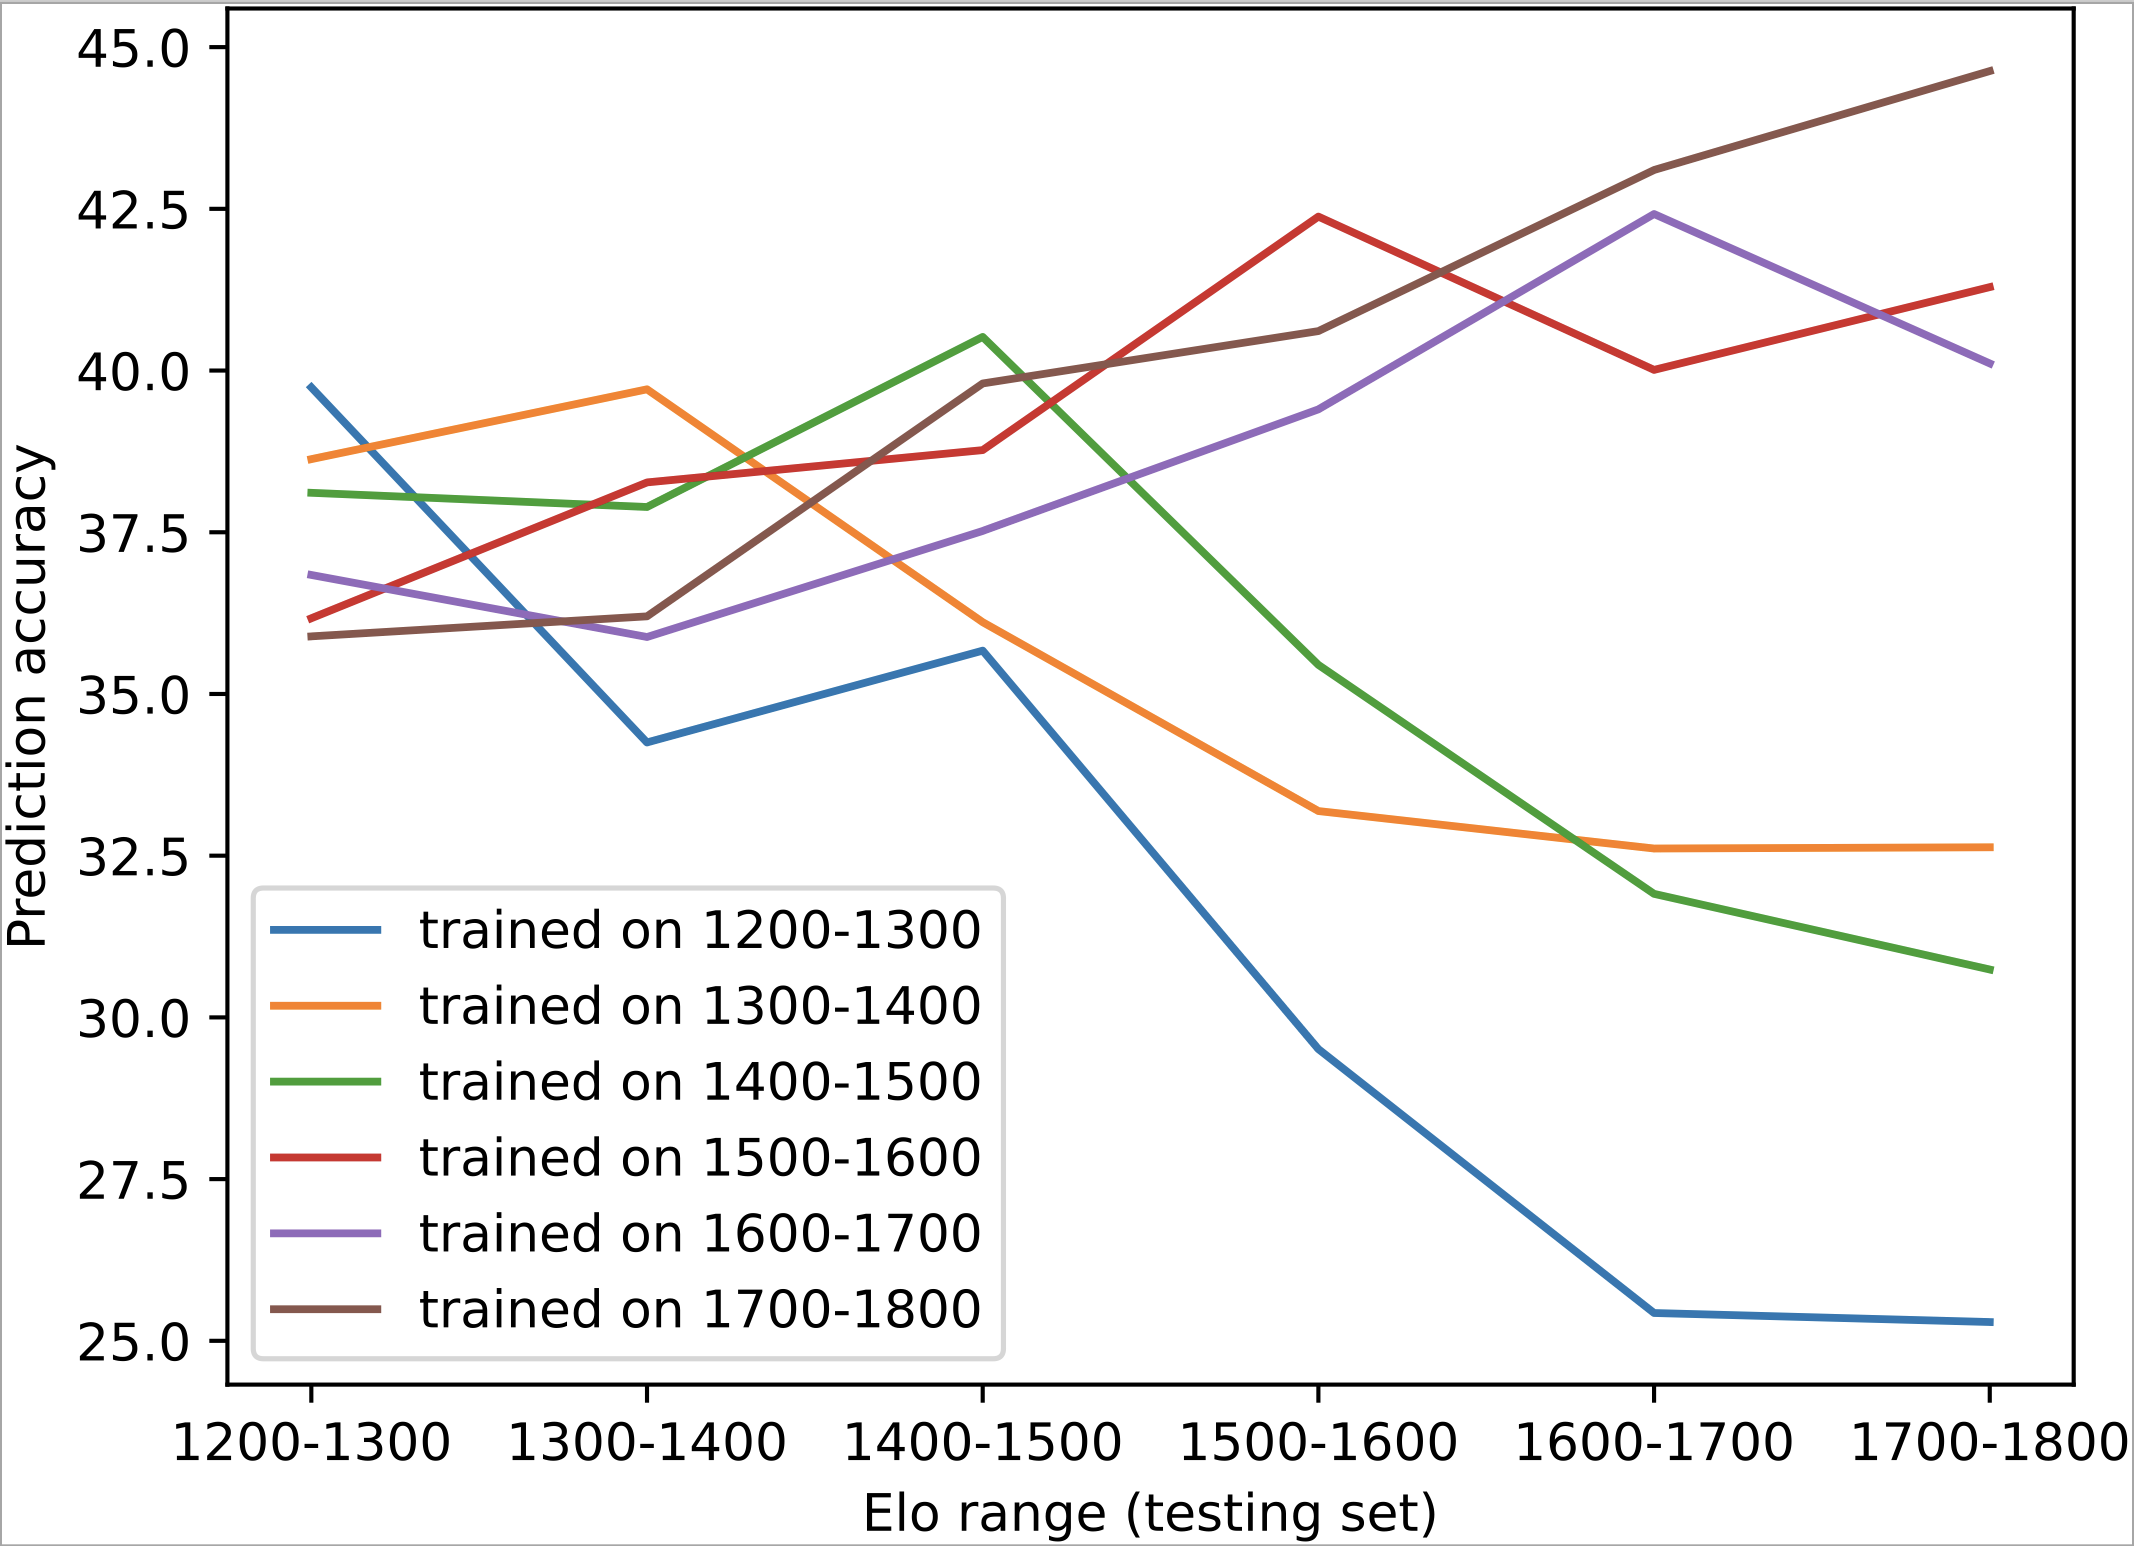 45.0
42.5
40.0
37.5
35.0
32.5
30.0
27.5
25.0
Prediction accuracy
trained on 1200-1300
trained on 1300-1400
trained on 1400-1500
trained on 1500-1600
trained on 1600-1700
trained on 1700-1800
1200-1300 1300-1400 1400-1500 1500-1600 1600-1700 1700-1800
Elo range (testing set)